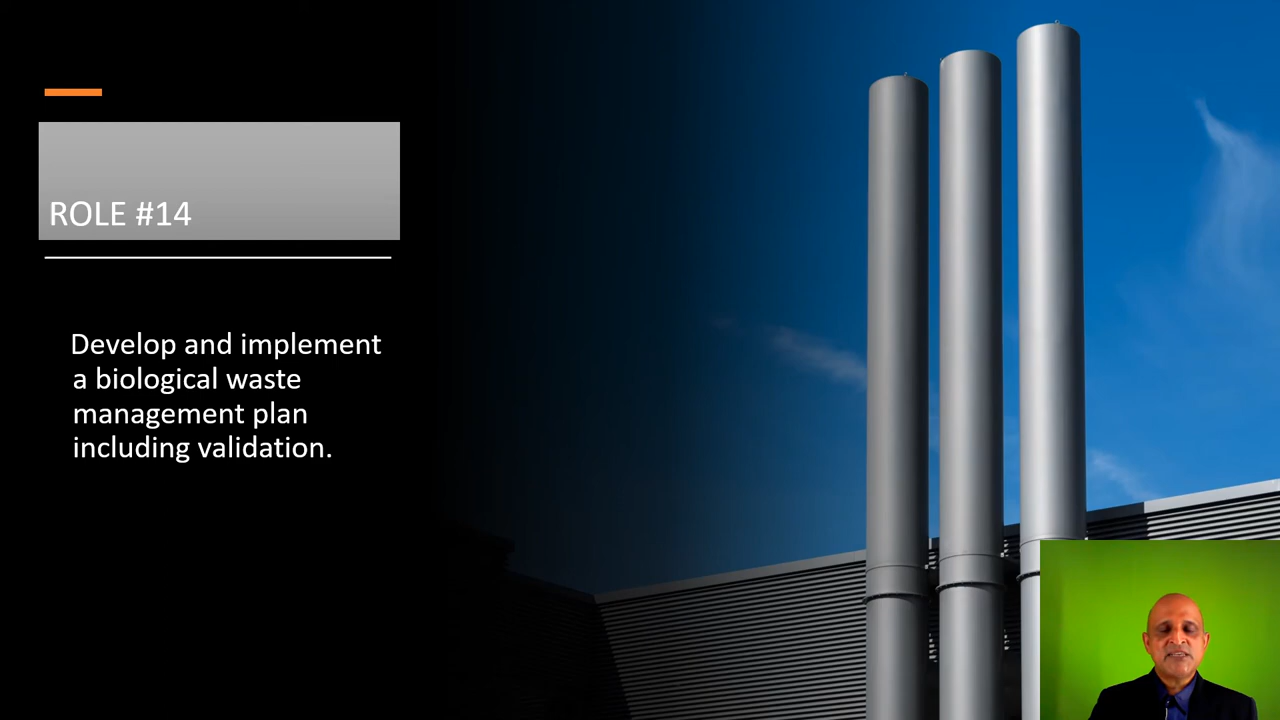 ROLE #14
Develop and implement
a biological waste
management plan
including validation.